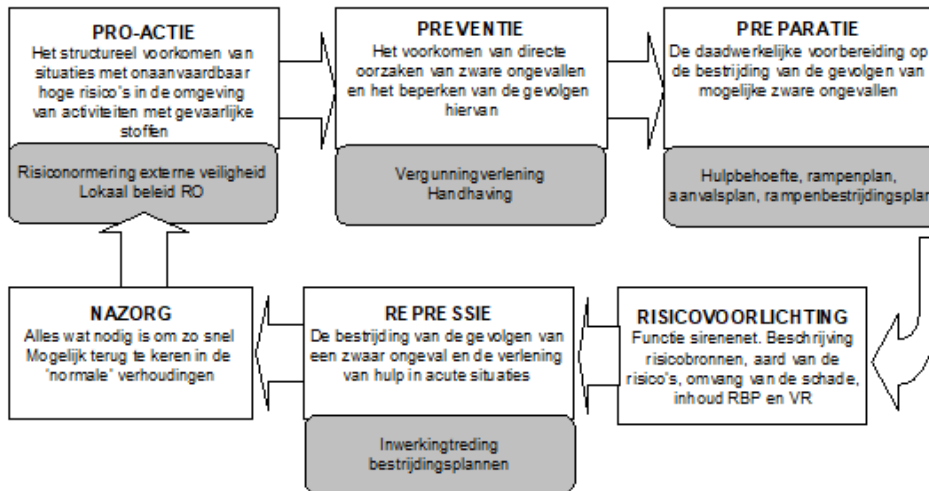 PRO-ACTIE
Het structureel voorkomen van
situaties met onaanvaardbaar
hoge risico's in de omgeving
van activiteiten met gevaarlijke
stoffen
Risiconormering externe veiligheid
Lokaal beleid RO
PREVENTIE
Het voorkomen van directe
oorzaken van zware ongevallen
en het beperken van de gevolgen
hiervan
Vergunningverlening
Handhaving
PREPARATIE
De daadwerkelijke voorbereiding op
de bestrijding van de gevolgen van
mogelijke zware ongevallen
Hulpbehoefte, rampenplan,
aanvalsplan, rampenbestrijdingsplan
RISICOVOORLICHTING
Functie sirenenet. Beschrijving
risicobronnen, aard van de
risico's, omvang van de schade,
inhoud RBP en VR
REPRESSIE
De bestrijding van de gevolgen van
een zwaar ongeval en de verlening
van hulp in acute situaties
Inwerkingtreding
bestrijdingsplannen
NAZORG
Alles wat nodig is om zo snel
Mogelijk terug te keren in de
'normale' verhoudingen